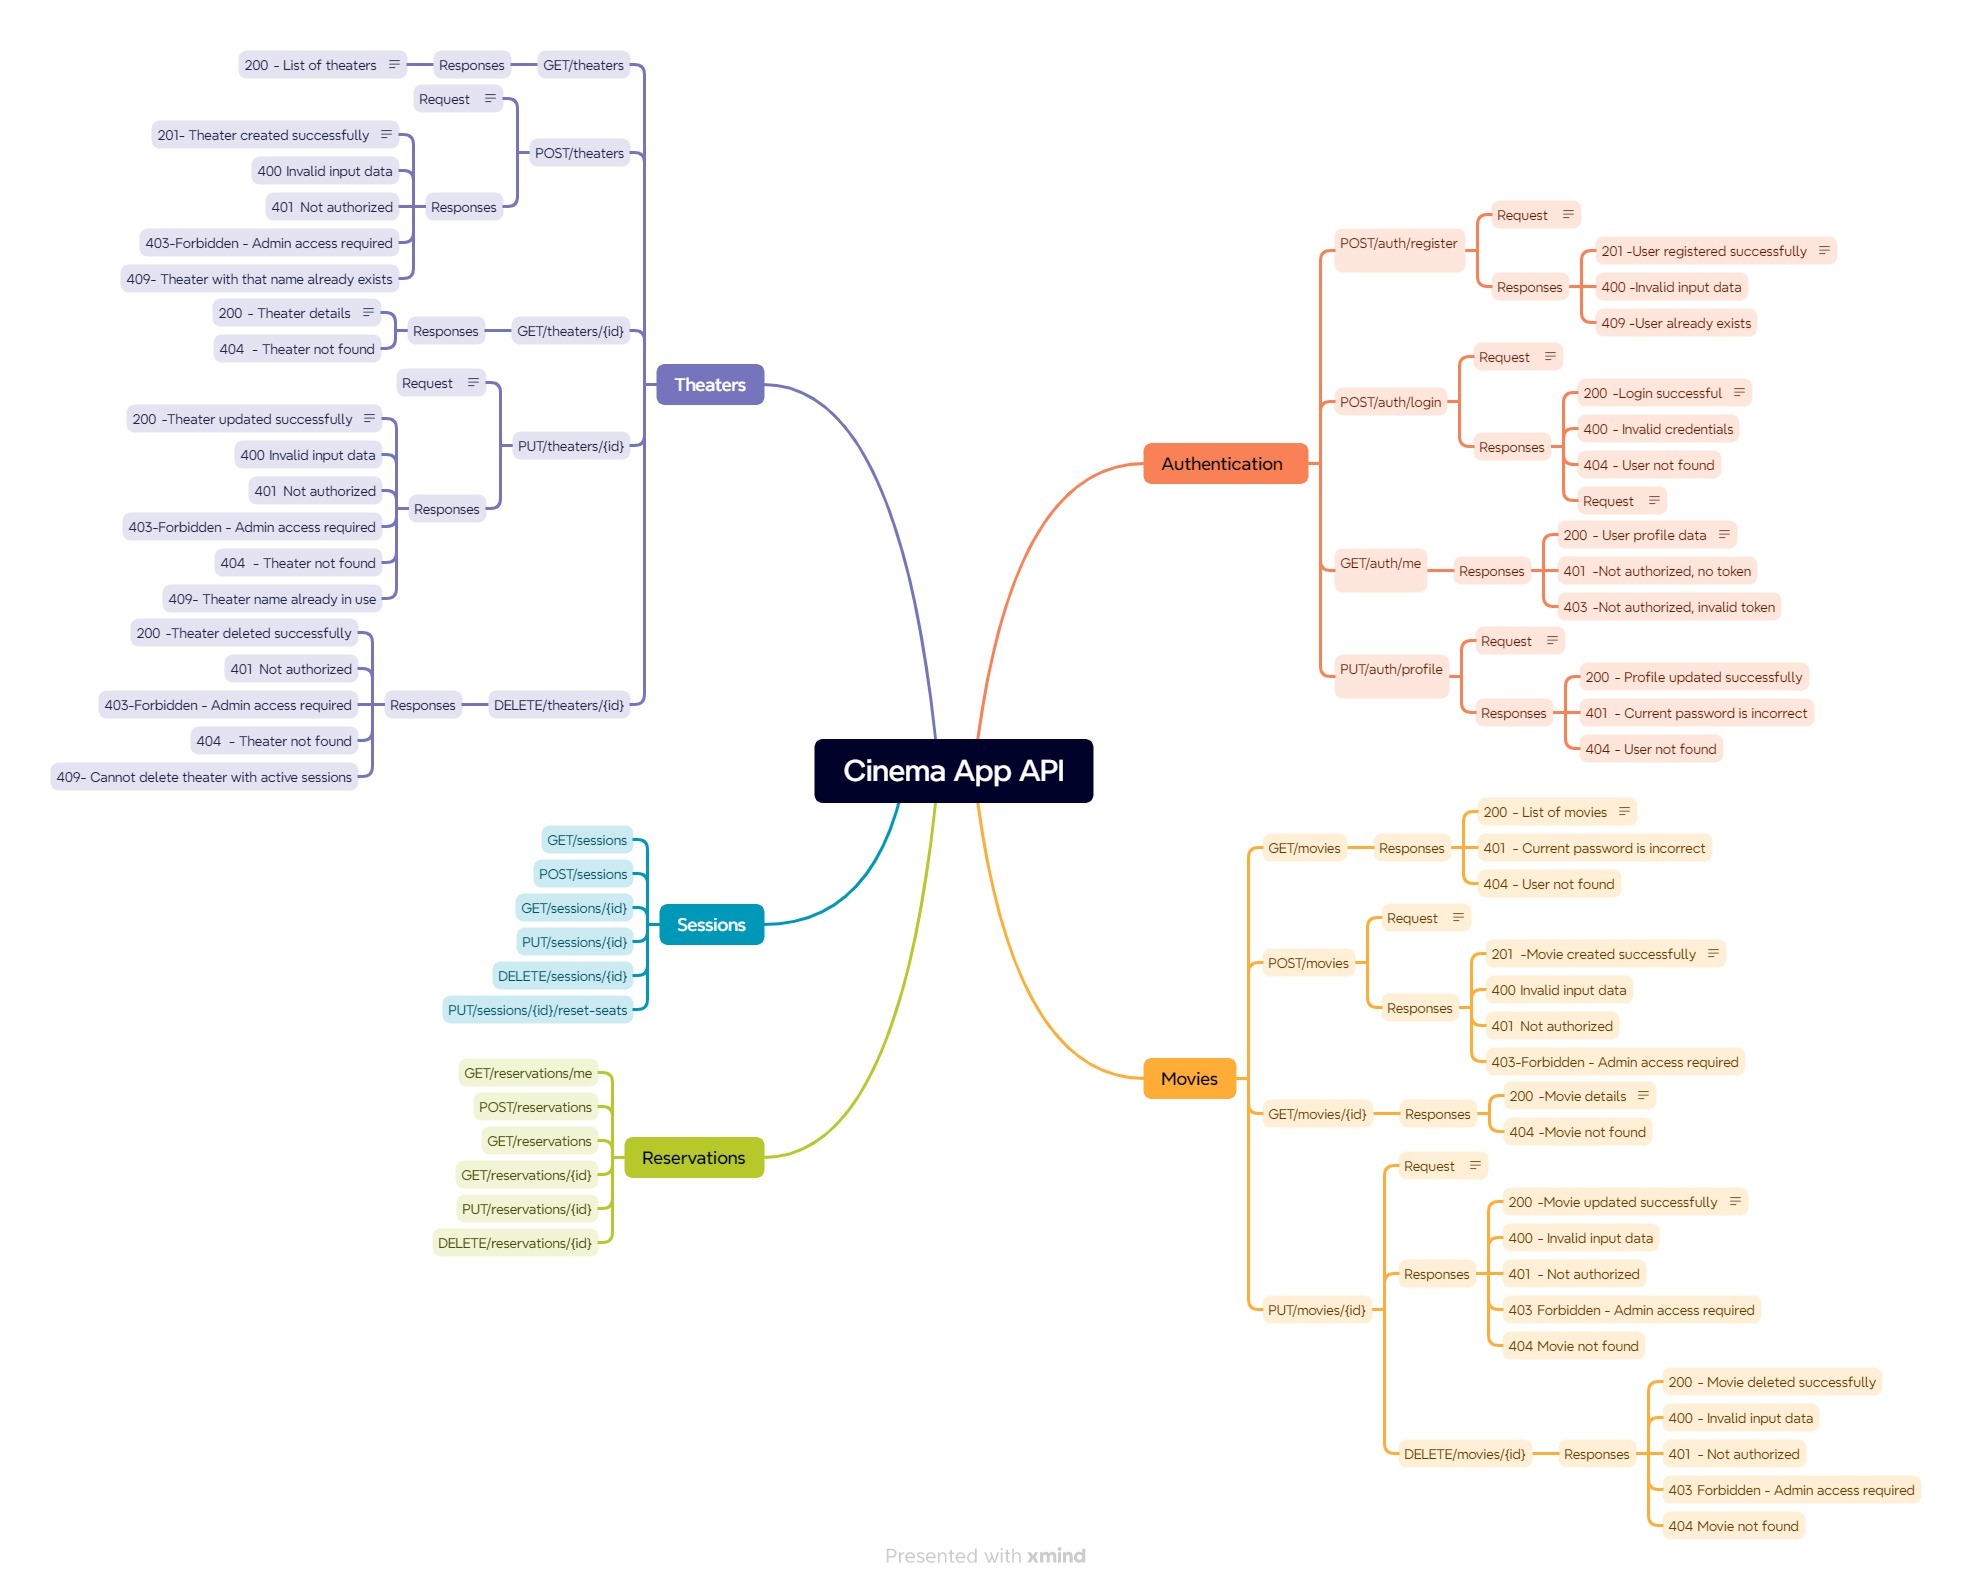 Cinema App API
Theaters
GET/theaters
Responses
200 - List of theaters
POST/theaters
Request
Responses
201- Theater created successfully
400 Invalid input data
401 Not authorized
403-Forbidden - Admin access required
409- Theater with that name already exists
GET/theaters/{id}
Responses
200 - Theater details
404 - Theater not found
PUT/theaters/{id}
Request
Responses
200 -Theater updated successfully
400 Invalid input data
401 Not authorized
403-Forbidden - Admin access required
404 - Theater not found
409- Theater name already in use
DELETE/theaters/{id}
Responses
200 -Theater deleted successfully
401 Not authorized
403-Forbidden - Admin access required
404 - Theater not found
409- Cannot delete theater with active sessions
Sessions
GET/sessions
POST/sessions
GET/sessions/{id}
PUT/sessions/{id}
DELETE/sessions/{id}
PUT/sessions/{id}/reset-seats
Reservations
GET/reservations/me
POST/reservations
GET/reservations
GET/reservations/{id}
PUT/reservations/{id}
DELETE/reservations/{id}
Authentication
POST/auth/register
Request
Responses
201 -User registered successfully
400 -Invalid input data
409 -User already exists
POST/auth/login
Request
Responses
200 -Login successful
400 - Invalid credentials
404 - User not found
Request
GET/auth/me
Responses
200 - User profile data
401 -Not authorized, no token
403 -Not authorized, invalid token
PUT/auth/profile
Request
Responses
200 - Profile updated successfully
401 - Current password is incorrect
404 - User not found
Movies
GET/movies
Responses
200 - List of movies
401 - Current password is incorrect
404 - User not found
POST/movies
Request
Responses
201 -Movie created successfully
400 Invalid input data
401 Not authorized
403-Forbidden - Admin access required
GET/movies/{id}
Responses
200 -Movie details
404 -Movie not found
PUT/movies/{id}
Request
Responses
200 -Movie updated successfully
400 - Invalid input data
401 - Not authorized
403 Forbidden - Admin access required
404 Movie not found
DELETE/movies/{id}
Responses
200 - Movie deleted successfully
400 - Invalid input data
401 - Not authorized
403 Forbidden - Admin access required
404 Movie not found
Presented with xmind